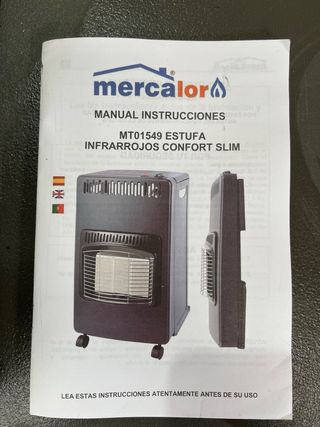 mercalor
MANUAL INSTRUCCIONES
MT01549 ESTUFA
INFRARROJOS CONFORT SLIM
LEA ESTAS INSTRUCCIONES ATENTAMENTE ANTES DE SU USO